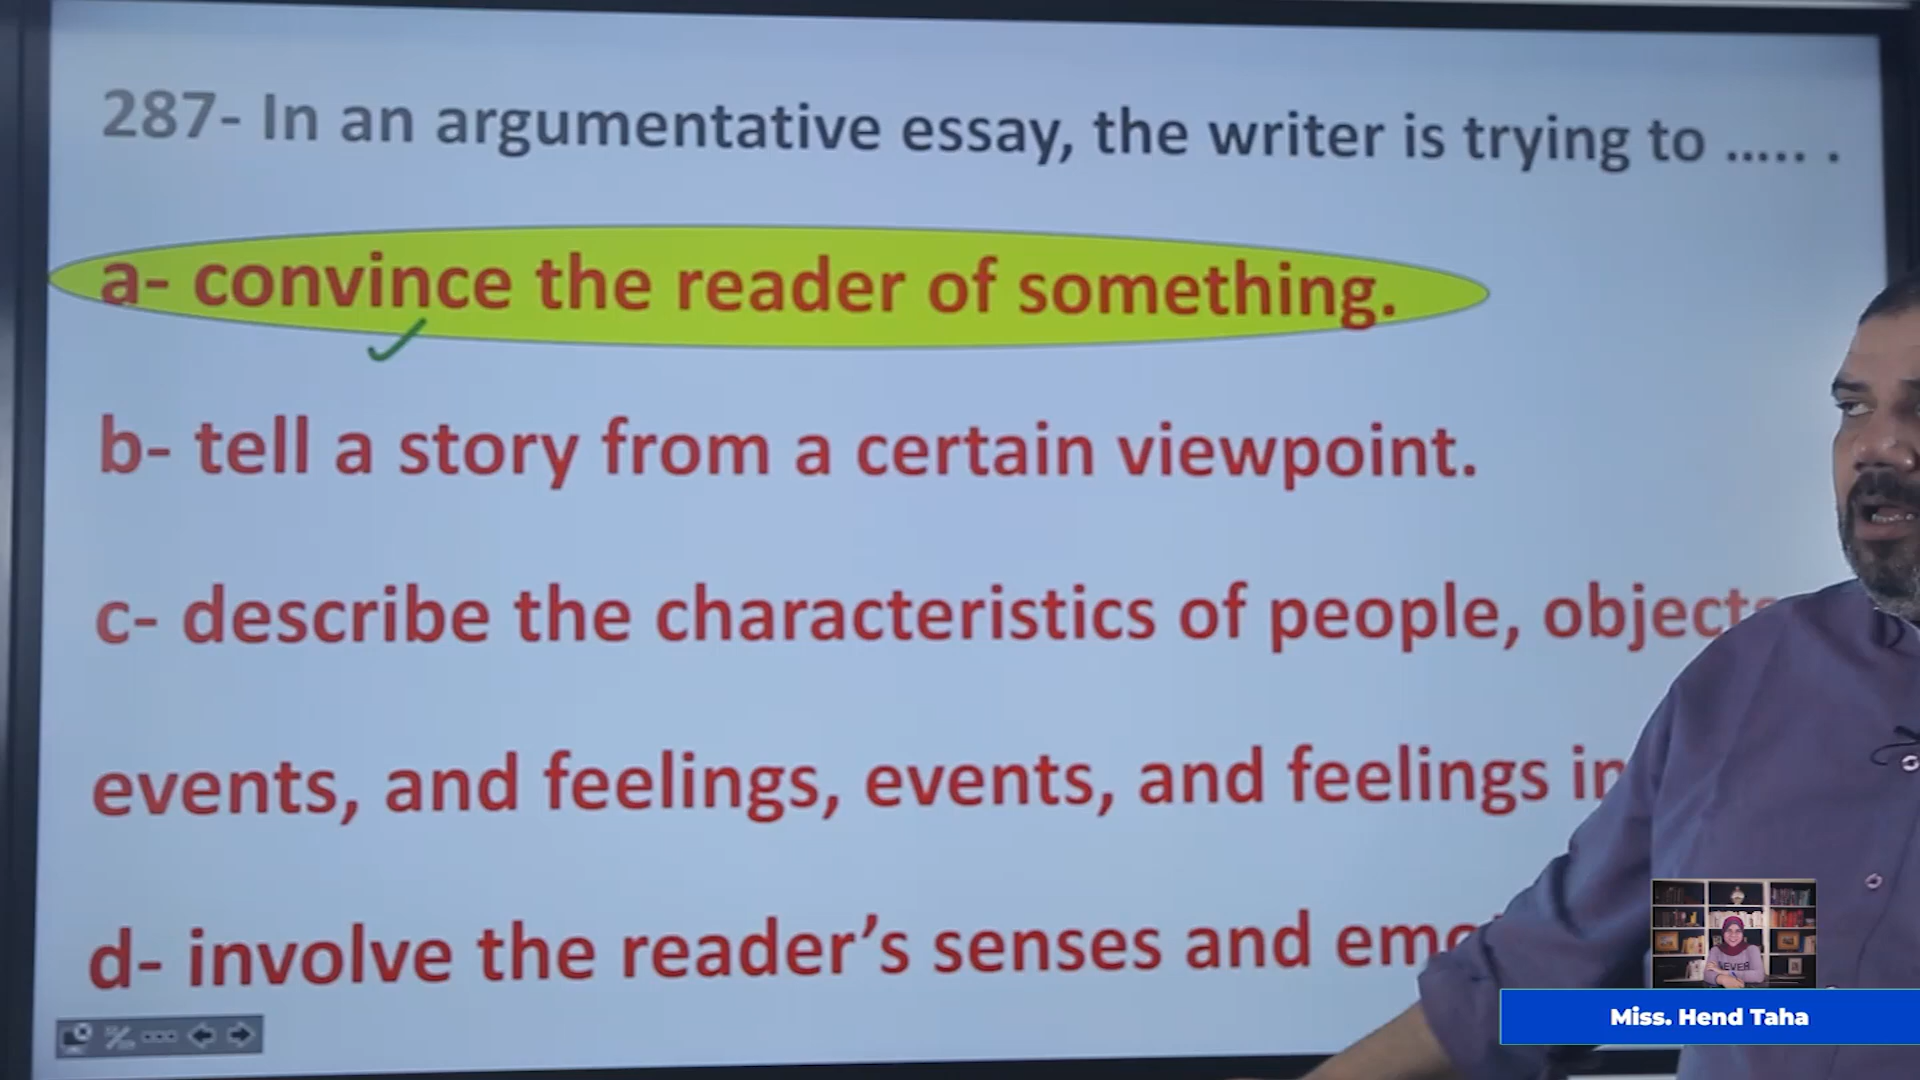 287- In an argumentative essay, the writer is trying to ..... .
a- convince the reader of something.
b- tell a story from a certain viewpoint.
c- describe the characteristics of people, objects
events, and feelings, events, and feelings in
d- involve the reader's senses and
Miss. Hend Taha